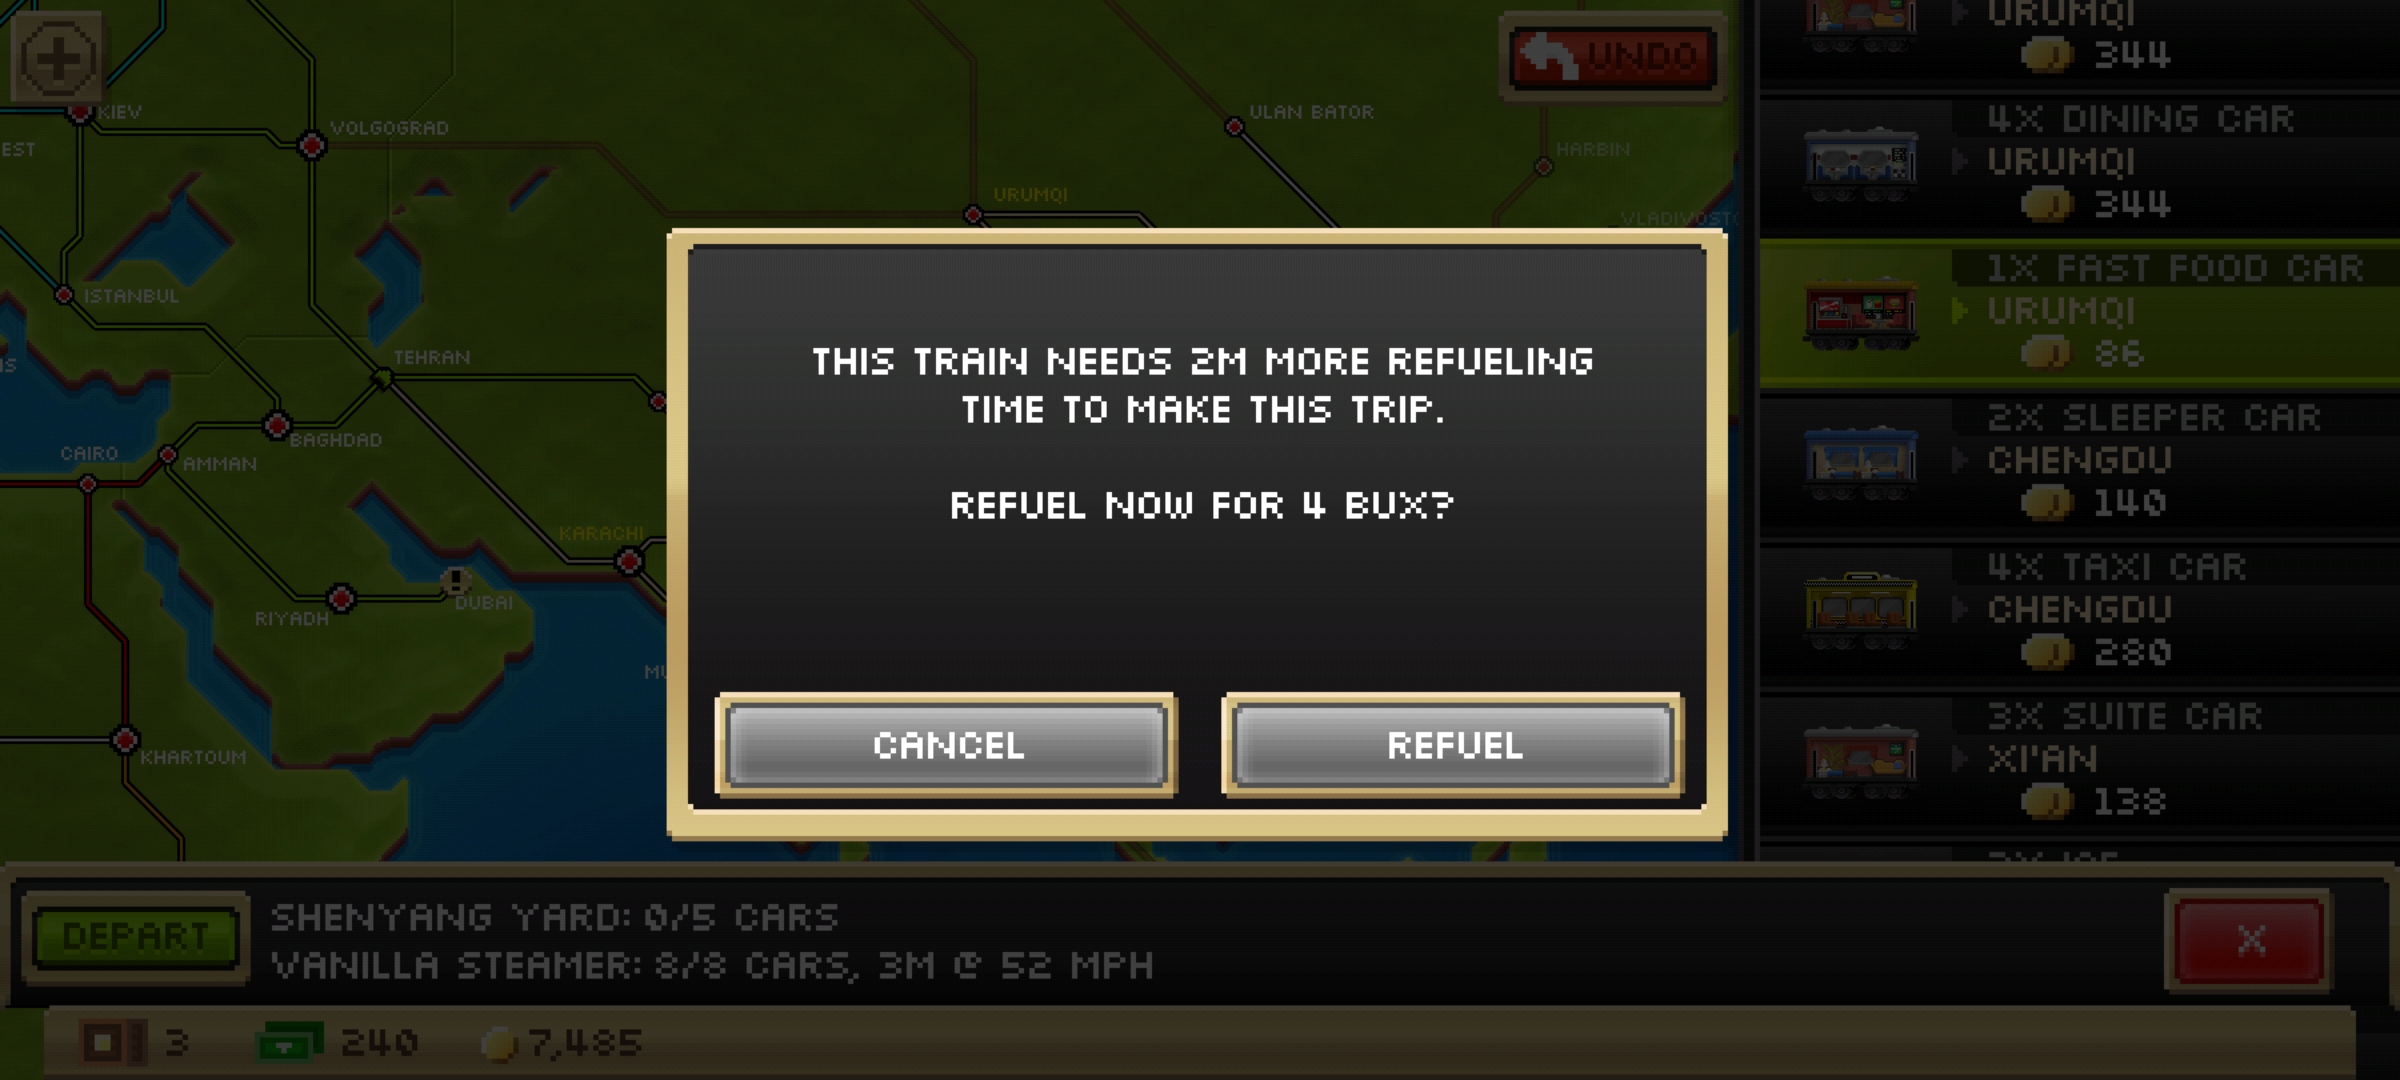 KIEV
VOLGOGRAD
EST
ISTANBUL
TEHRAN
BAGHDAD
CAIRO
AMMAN
RIYADH
DUBAI
KHARTOUM
KARACHI
URUMQI
ULAN BATOR
HARBIN
UNDO
THIS TRAIN NEEDS 2M MORE REFUELING
TIME TO MAKE THIS TRIP.
REFUEL NOW FOR 4 BUX?
CANCEL
REFUEL
URUMQI
344
4X DINING CAR
URUMQI
344
1X FAST FOOD CAR
URUMQI
86
2X SLEEPER CAR
CHENGDU
140
4X TAXI CAR
CHENGDU
280
3X SUITE CAR
XI'AN
138
DEPART
SHENYANG YARD: 0/5 CARS
VANILLA STEAMER: 8/8 CARS, 3M @ 52 MPH
X
3
240
7,485